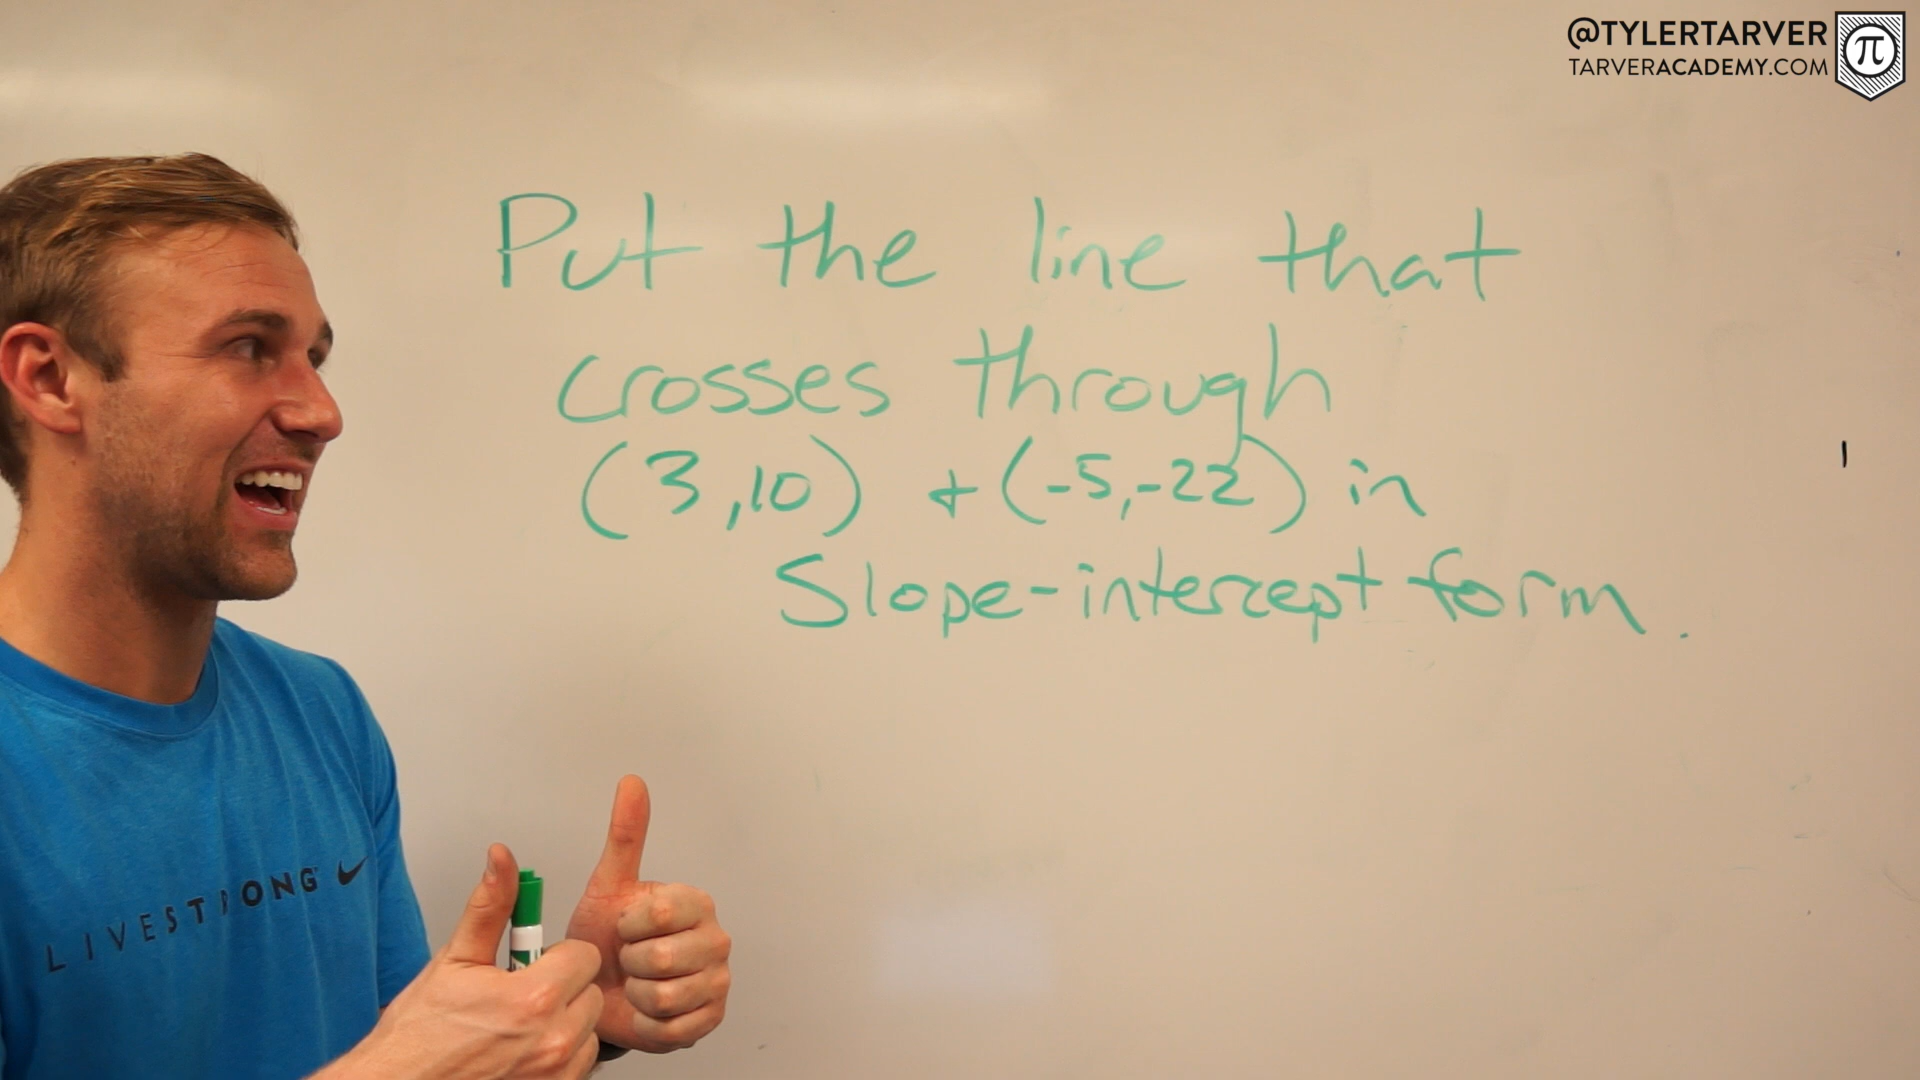 @TYLERTARVER
TARVERACADEMY.COM
π
Put the line that
crosses through
(3,10) + (-5,-22) in
Slope-intercept form.
LIVESTRONG